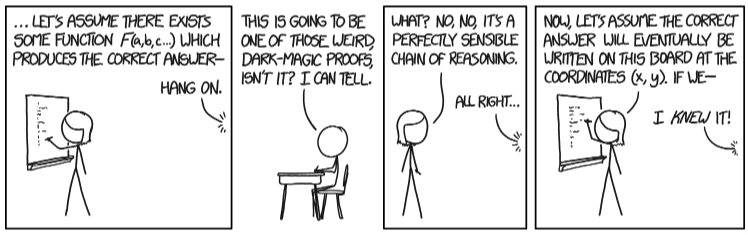 ... LET'S ASSUME THERE EXISTS
SOME FUNCTION F(a,b,c...) WHICH
PRODUCES THE CORRECT ANSWER—
HANG ON.
THIS IS GOING TO BE
ONE OF THOSE WEIRD,
DARK-MAGIC PROOFS,
ISN'T IT? I CAN TELL.
WHAT? NO, NO, IT'S A
PERFECTLY SENSIBLE
CHAIN OF REASONING.
ALL RIGHT...
NOW, LET'S ASSUME THE CORRECT
ANSWER WILL EVENTUALLY BE
WRITTEN ON THIS BOARD AT THE
COORDINATES (x, y). IF WE—
I KNEW IT!